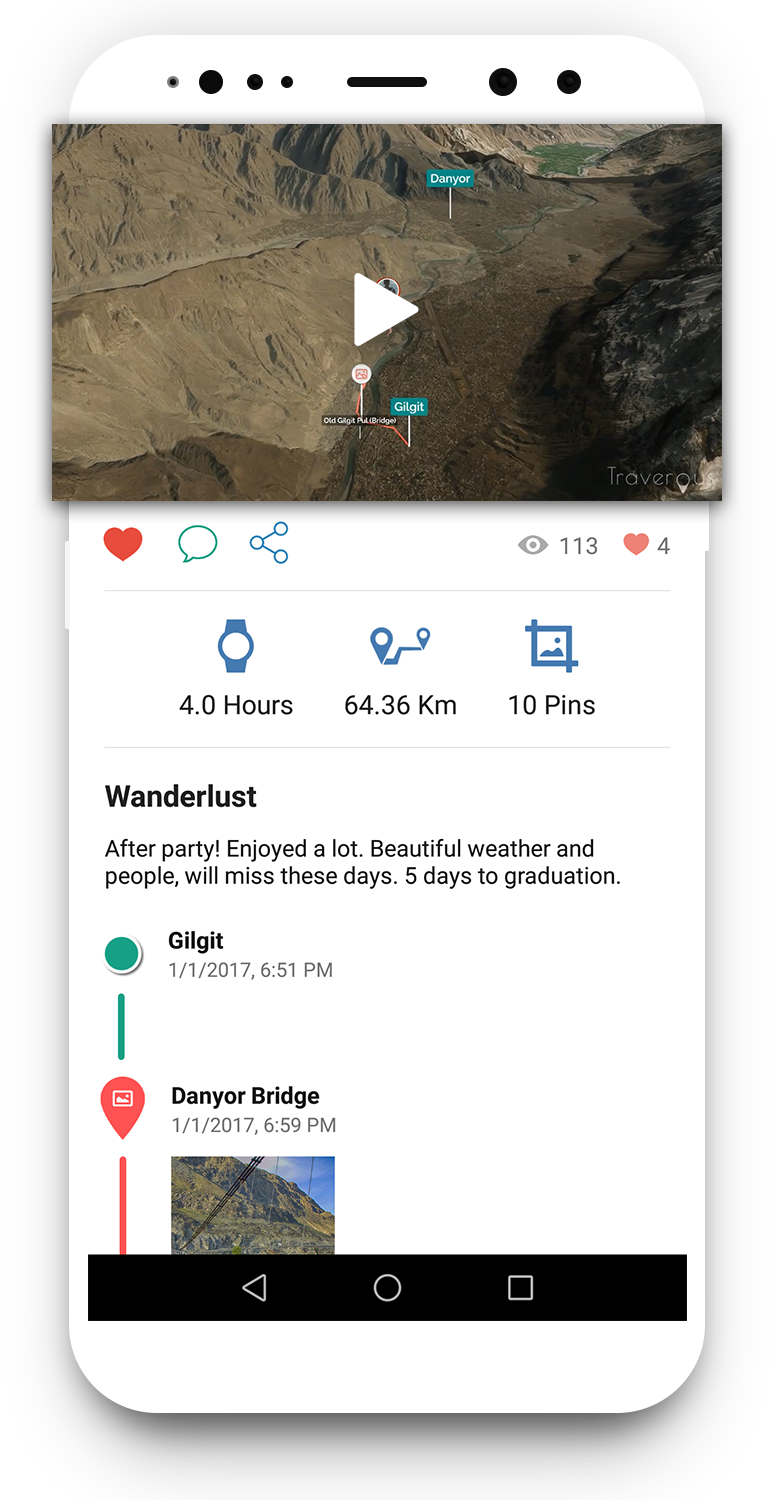 Danyor
Old Gilgit Pul (Bridge)
Gilgit
Traverous
113
4
4.0 Hours
64.36 Km
10 Pins
Wanderlust
After party! Enjoyed a lot. Beautiful weather and
people, will miss these days. 5 days to graduation.
Gilgit
1/1/2017, 6:51 PM
Danyor Bridge
1/1/2017, 6:59 PM